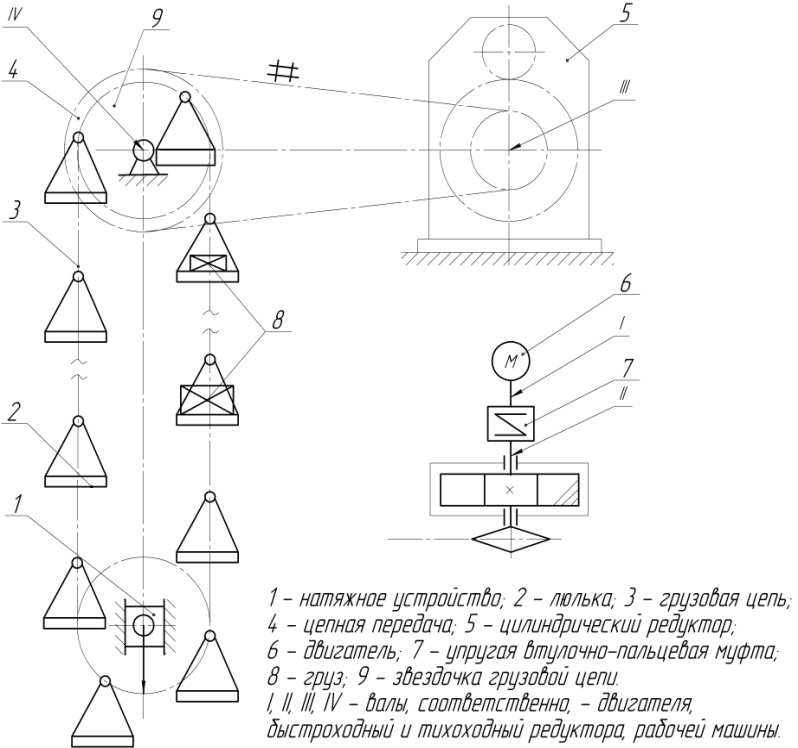 IV
9
5
4
III
3
6
8
I
M
7
2
II
1
1 – натяжное устройство; 2 – люлька; 3 – грузовая цепь;
4 – цепная передача; 5 – цилиндрический редуктор;
6 – двигатель; 7 – упругая втулочно-пальцевая муфта;
8 – груз; 9 – звездочка грузовой цепи.
I, II, III, IV – валы, соответственно, – двигателя,
быстроходный и тихоходный редуктора, рабочей машины.